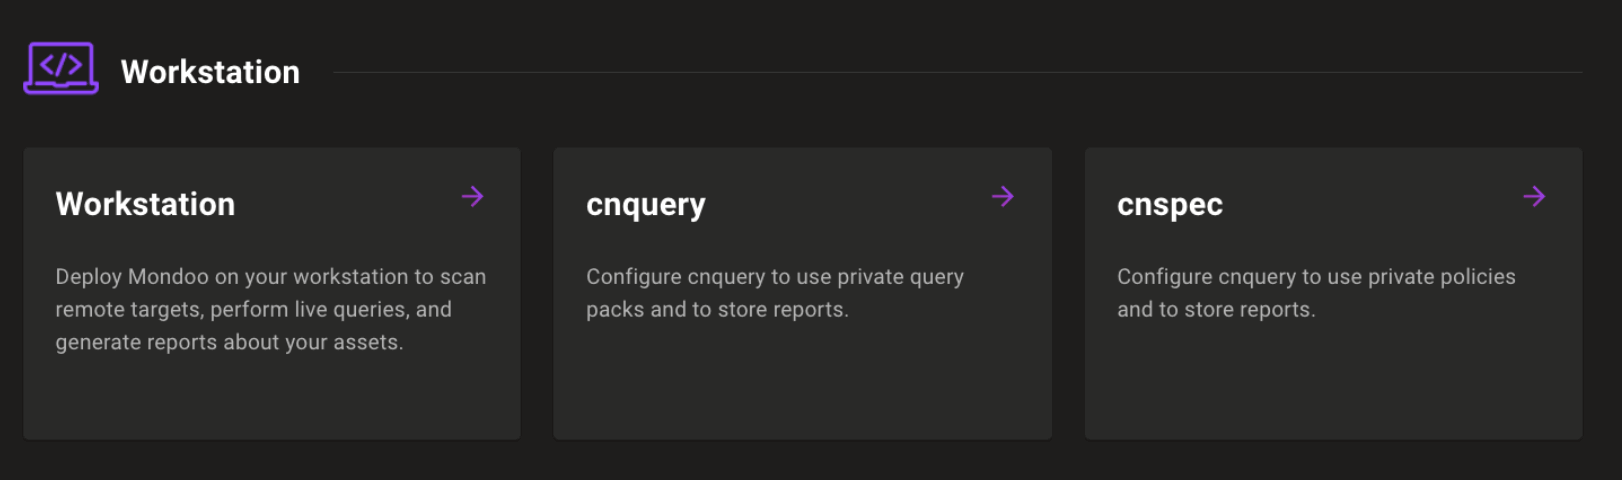 Workstation
Workstation
Deploy Mondoo on your workstation to scan
remote targets, perform live queries, and
generate reports about your assets.
cnquery
Configure cnquery to use private query
packs and to store reports.
cnspec
Configure cnquery to use private policies
and to store reports.